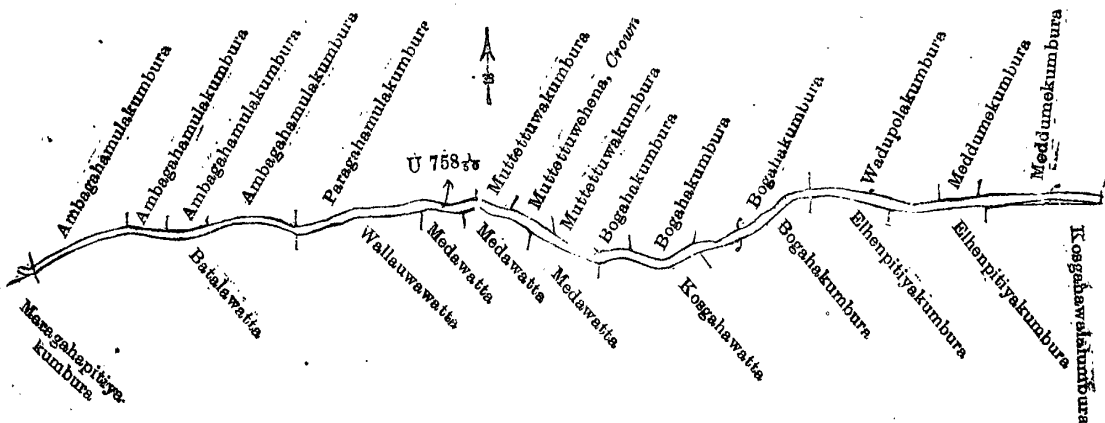 Ambagahamulakumbura
Ambagahamulakumbura
Ambagahamulakumbura
Ambagahamulakumbura
Paragahamulakumbura
U 758
Muttettuwakumbura
Muttettuwehena, Crown
Muttettuwakumbura
Bogahakumbura
Bogahakumbura
Bogahakumbura
Wadupolakumbura
Meddumekumbura
Meddumekumbura
Maragahapitiya-
kumbura
Batalawatta
Wallauwawatta
Medawatta
Medawatta
Medawatta
Kosgahawatta
Bogahakumbura
Elhenpitiyakumbura
Elhenpitiyakumbura